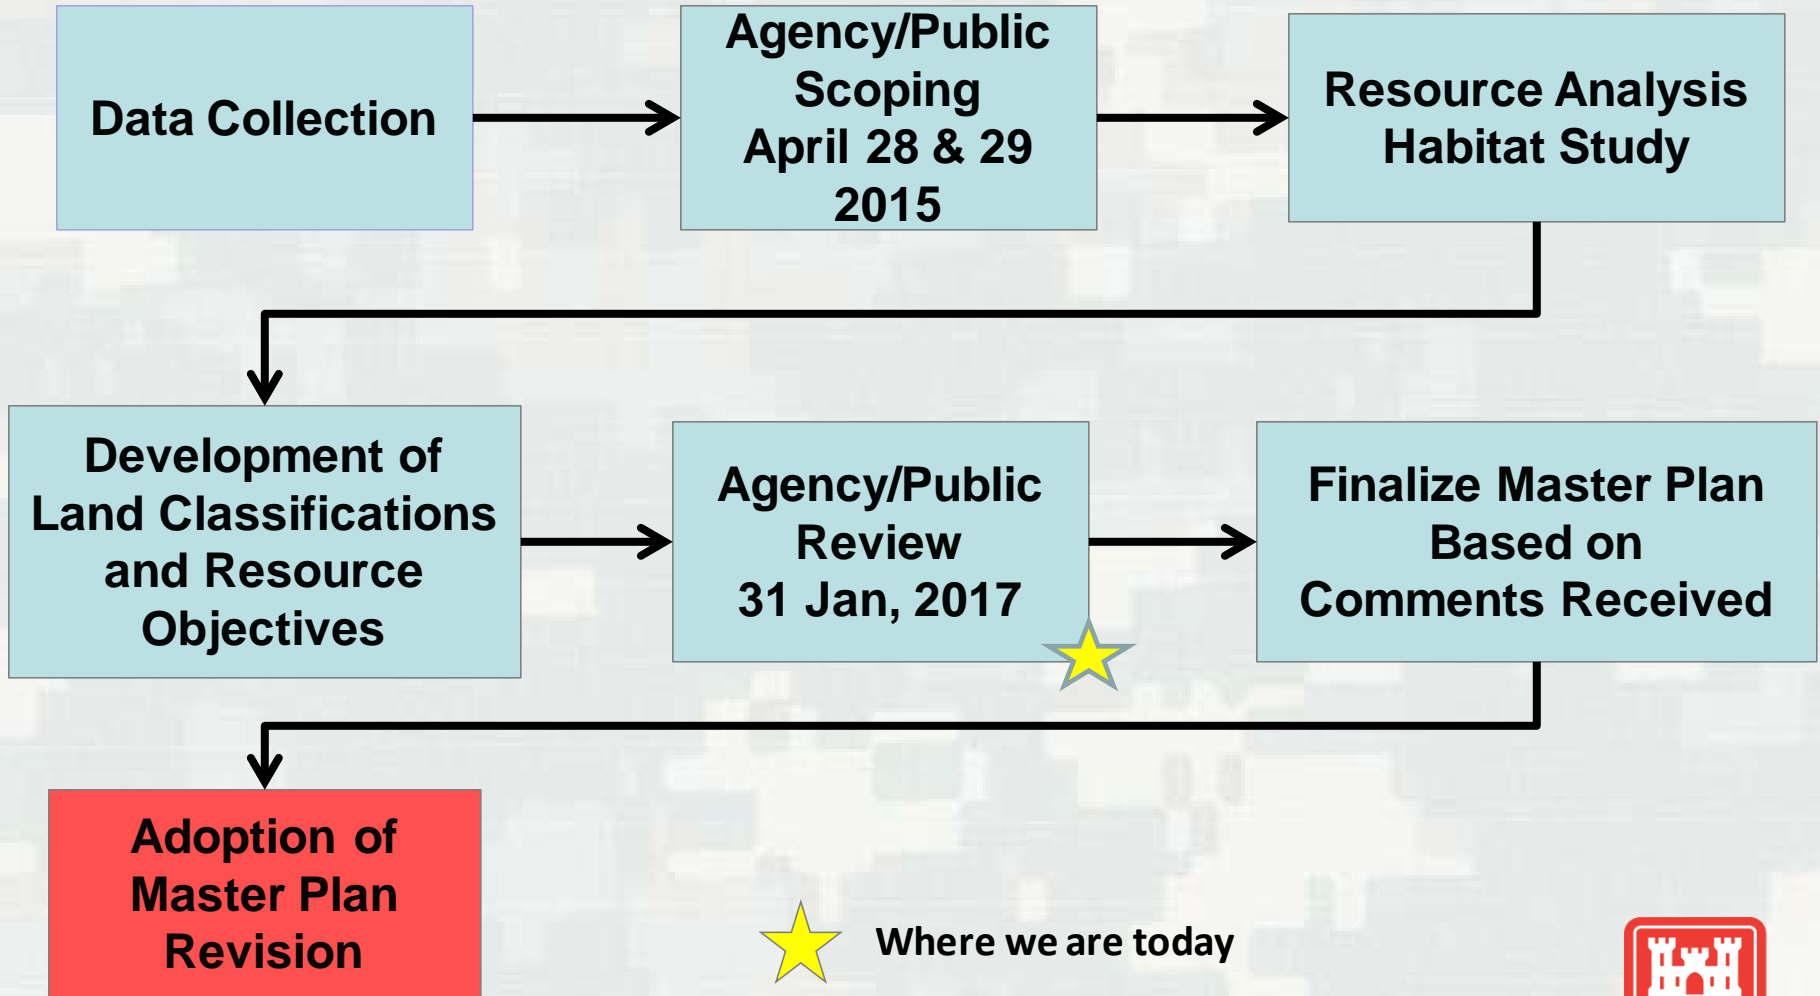 Data Collection
Agency/Public
Scoping
April 28 & 29
2015
Resource Analysis
Habitat Study
Development of
Land Classifications
and Resource
Objectives
Agency/Public
Review
31 Jan, 2017
Finalize Master Plan
Based on
Comments Received
Adoption of
Master Plan
Revision
Where we are today